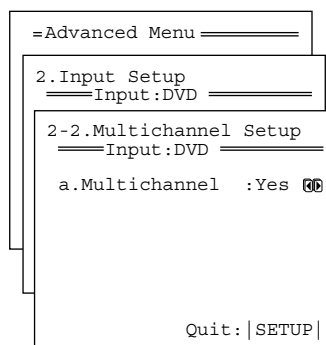 Advanced Menu
2.Input Setup
Input:DVD
2-2.Multichannel Setup
Input:DVD
a.Multichannel :Yes
Quit:|SETUP|